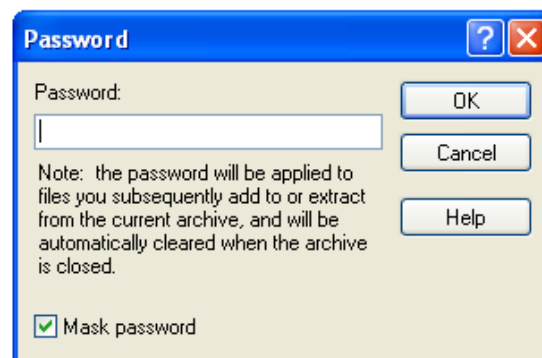 Password
Password:
OK
Cancel
Note:  the password will be applied to
files you subsequently add to or extract
from the current archive, and will be
automatically cleared when the archive
is closed.
Help
Mask password